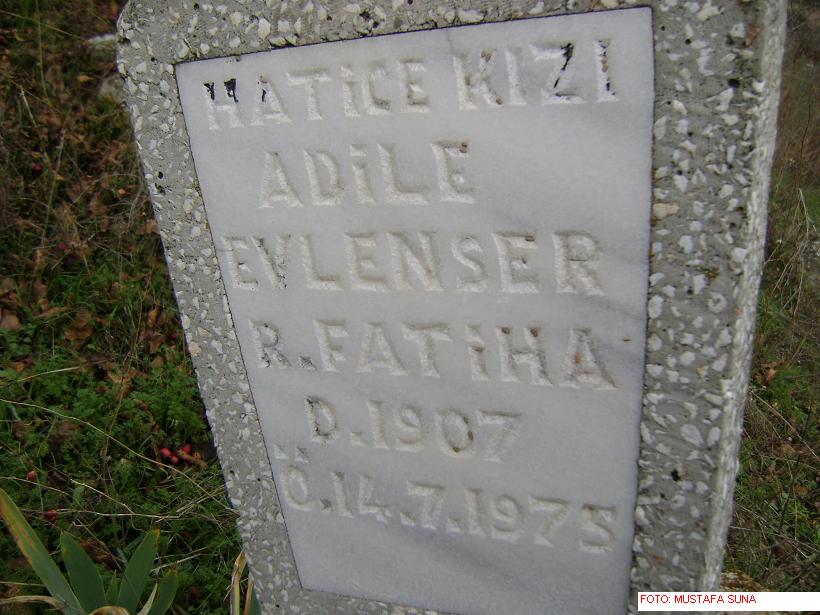 HATiCE KIZI
ADiLE
EVLENSER
R.FATiHA
D.1907
Ö.14.7.1975
FOTO: MUSTAFA SUNA